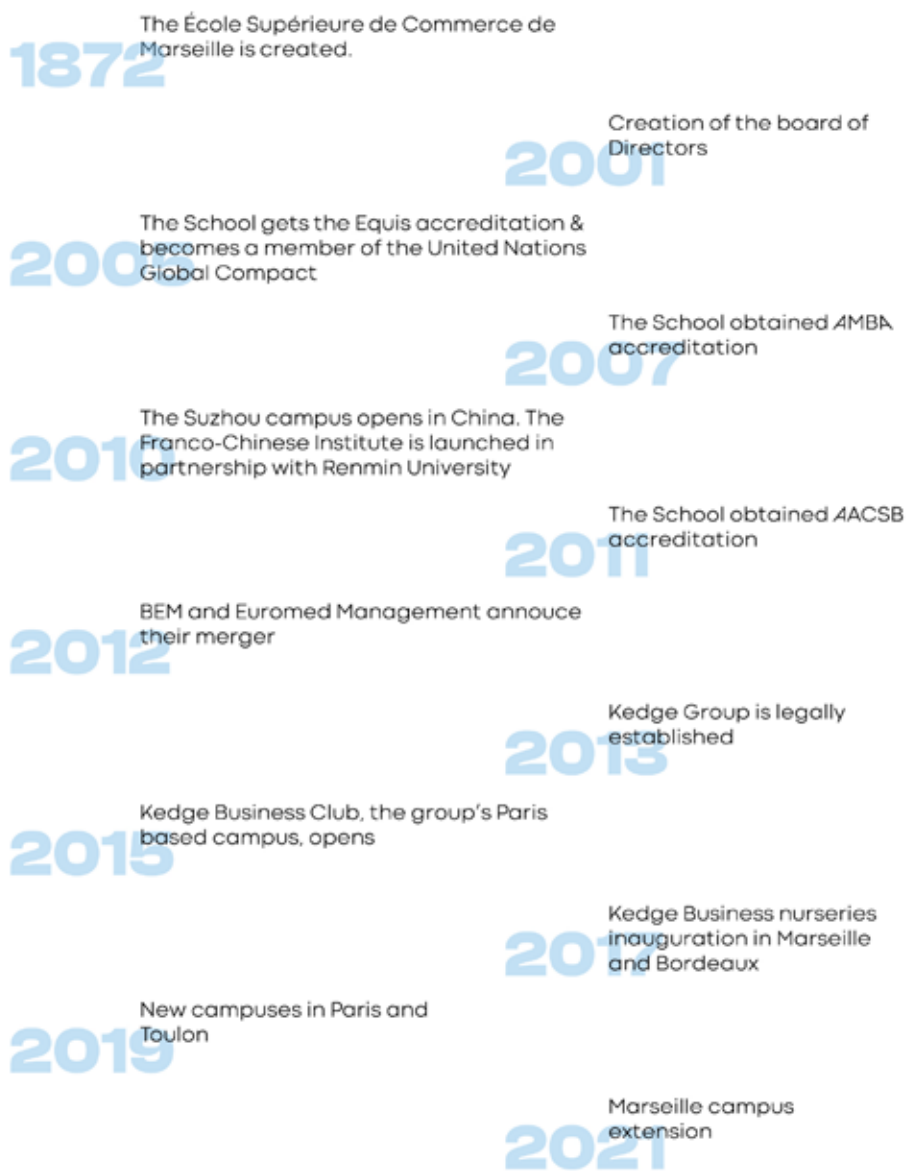 The École Supérieure de Commerce de
Marseille is created.
1872
Creation of the board of
Directors
2001
The School gets the Equis accreditation &
becomes a member of the United Nations
Global Compact
2005
The School obtained AMBA
accreditation
2007
The Suzhou campus opens in China. The
Franco-Chinese Institute is launched in
partnership with Renmin University
2010
The School obtained AACSB
accreditation
2011
BEM and Euromed Management annouce
their merger
2012
Kedge Group is legally
established
2013
Kedge Business Club, the group's Paris
based campus, opens
2015
Kedge Business nurseries
inauguration in Marseille
and Bordeaux
2017
New campuses in Paris and
Toulon
2019
Marseille campus
extension
2021